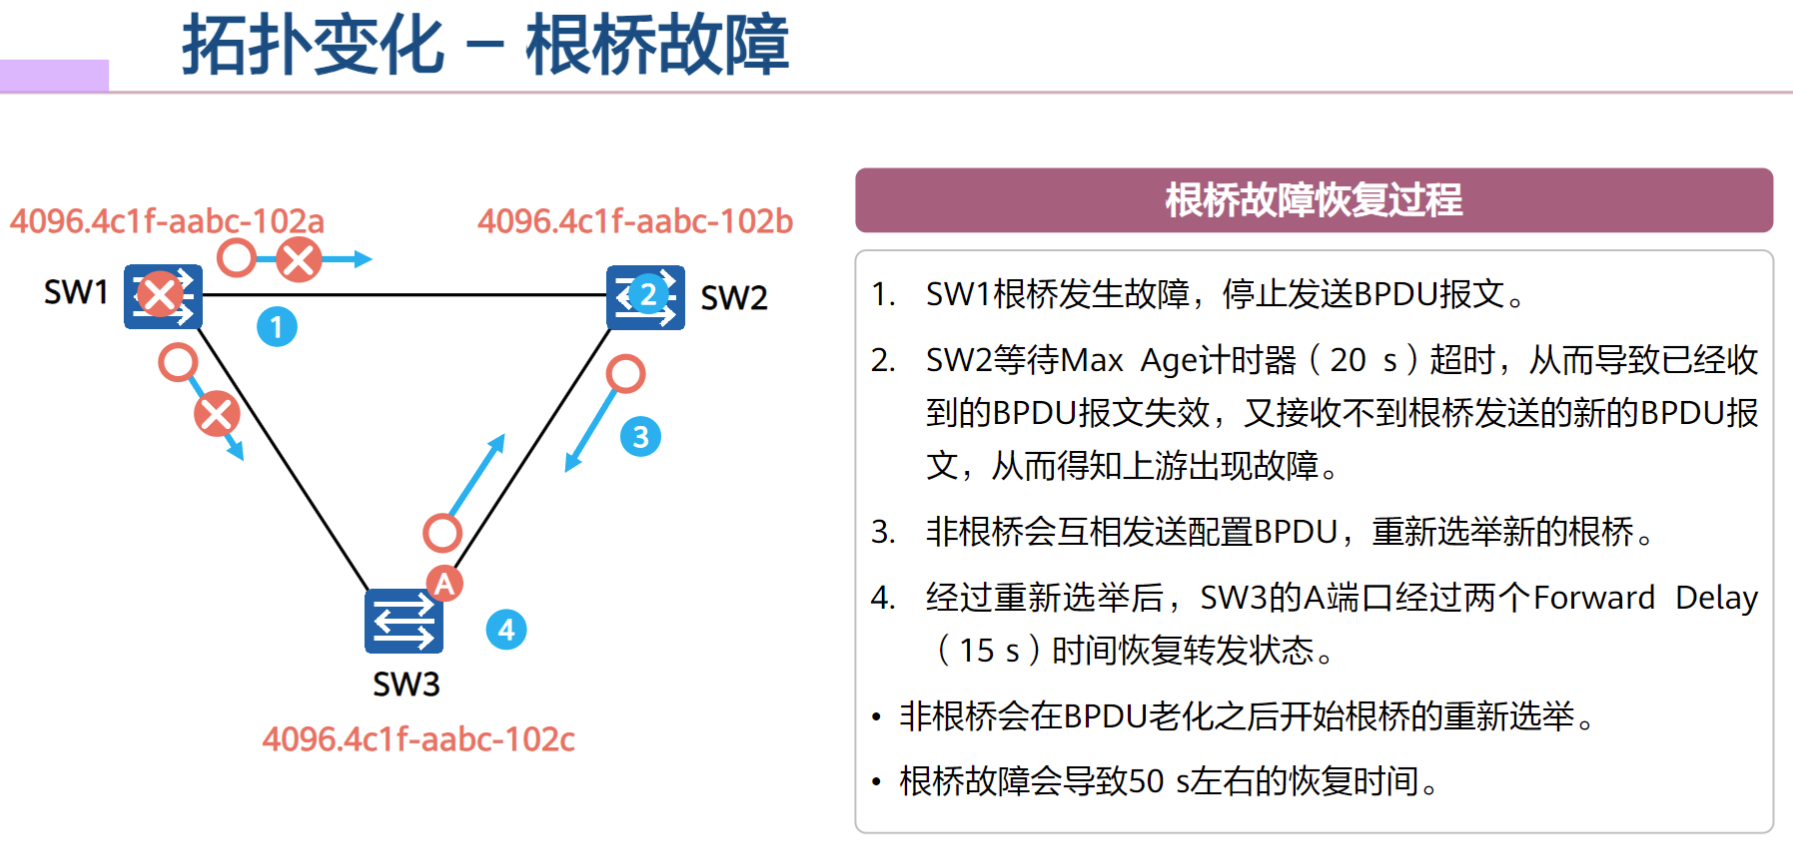 拓扑变化 – 根桥故障
4096.4c1f-aabc-102a
4096.4c1f-aabc-102b
SW1
2
SW2
1
3
A
4
SW3
4096.4c1f-aabc-102c
根桥故障恢复过程
1. SW1根桥发生故障，停止发送BPDU报文。
2. SW2等待Max Age计时器（20 s）超时，从而导致已经收
到的BPDU报文失效，又接收不到根桥发送的新的BPDU报
文，从而得知上游出现故障。
3. 非根桥会互相发送配置BPDU，重新选举新的根桥。
4. 经过重新选举后，SW3的A端口经过两个Forward Delay
（15 s）时间恢复转发状态。
• 非根桥会在BPDU老化之后开始根桥的重新选举。
• 根桥故障会导致50 s左右的恢复时间。